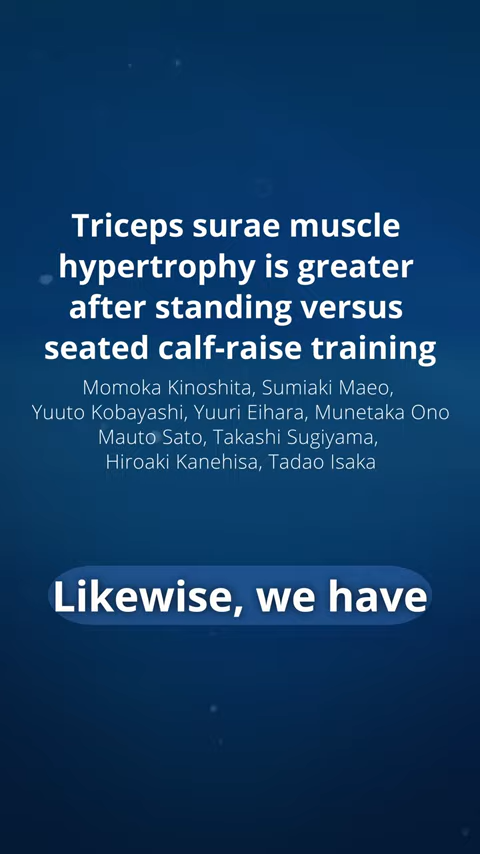 Triceps surae muscle
hypertrophy is greater
after standing versus
seated calf-raise training
Momoka Kinoshita, Sumiaki Maeo,
Yuuto Kobayashi, Yuuri Eihara, Munetaka Ono
Mauto Sato, Takashi Sugiyama,
Hiroaki Kanehisa, Tadao Isaka
Likewise, we have